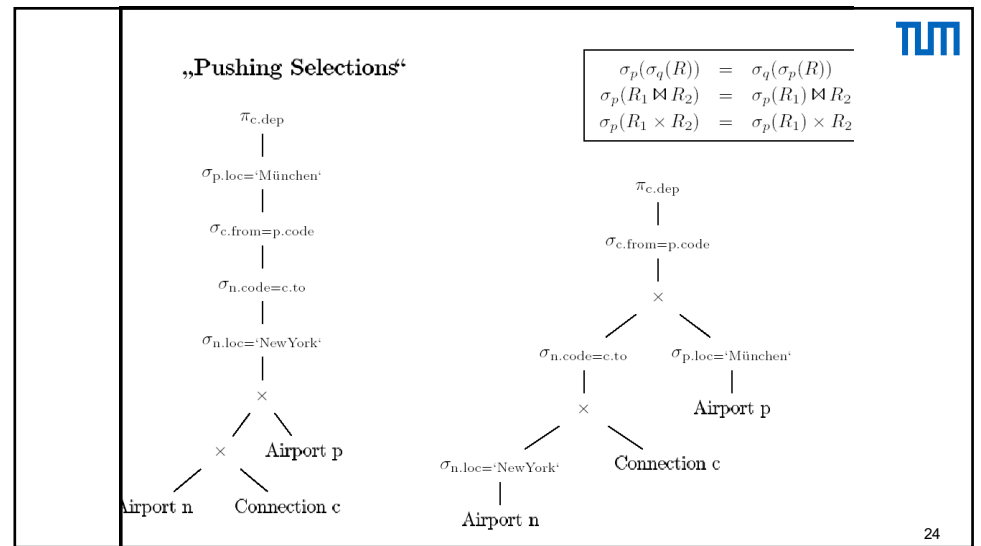 TUM
„Pushing Selections“
σp(σq(R)) = σq(σp(R))
σp(R1 ⋈ R2) = σp(R1) ⋈ R2
σp(R1 × R2) = σp(R1) × R2
πc.dep
σp.loc=‘München‘
σc.from=p.code
σn.code=c.to
σn.loc=‘NewYork‘
×
× Airport p
Airport n Connection c
πc.dep
σc.from=p.code
×
σn.code=c.to σp.loc=‘München‘
× Airport p
σn.loc=‘NewYork‘ Connection c
Airport n
24